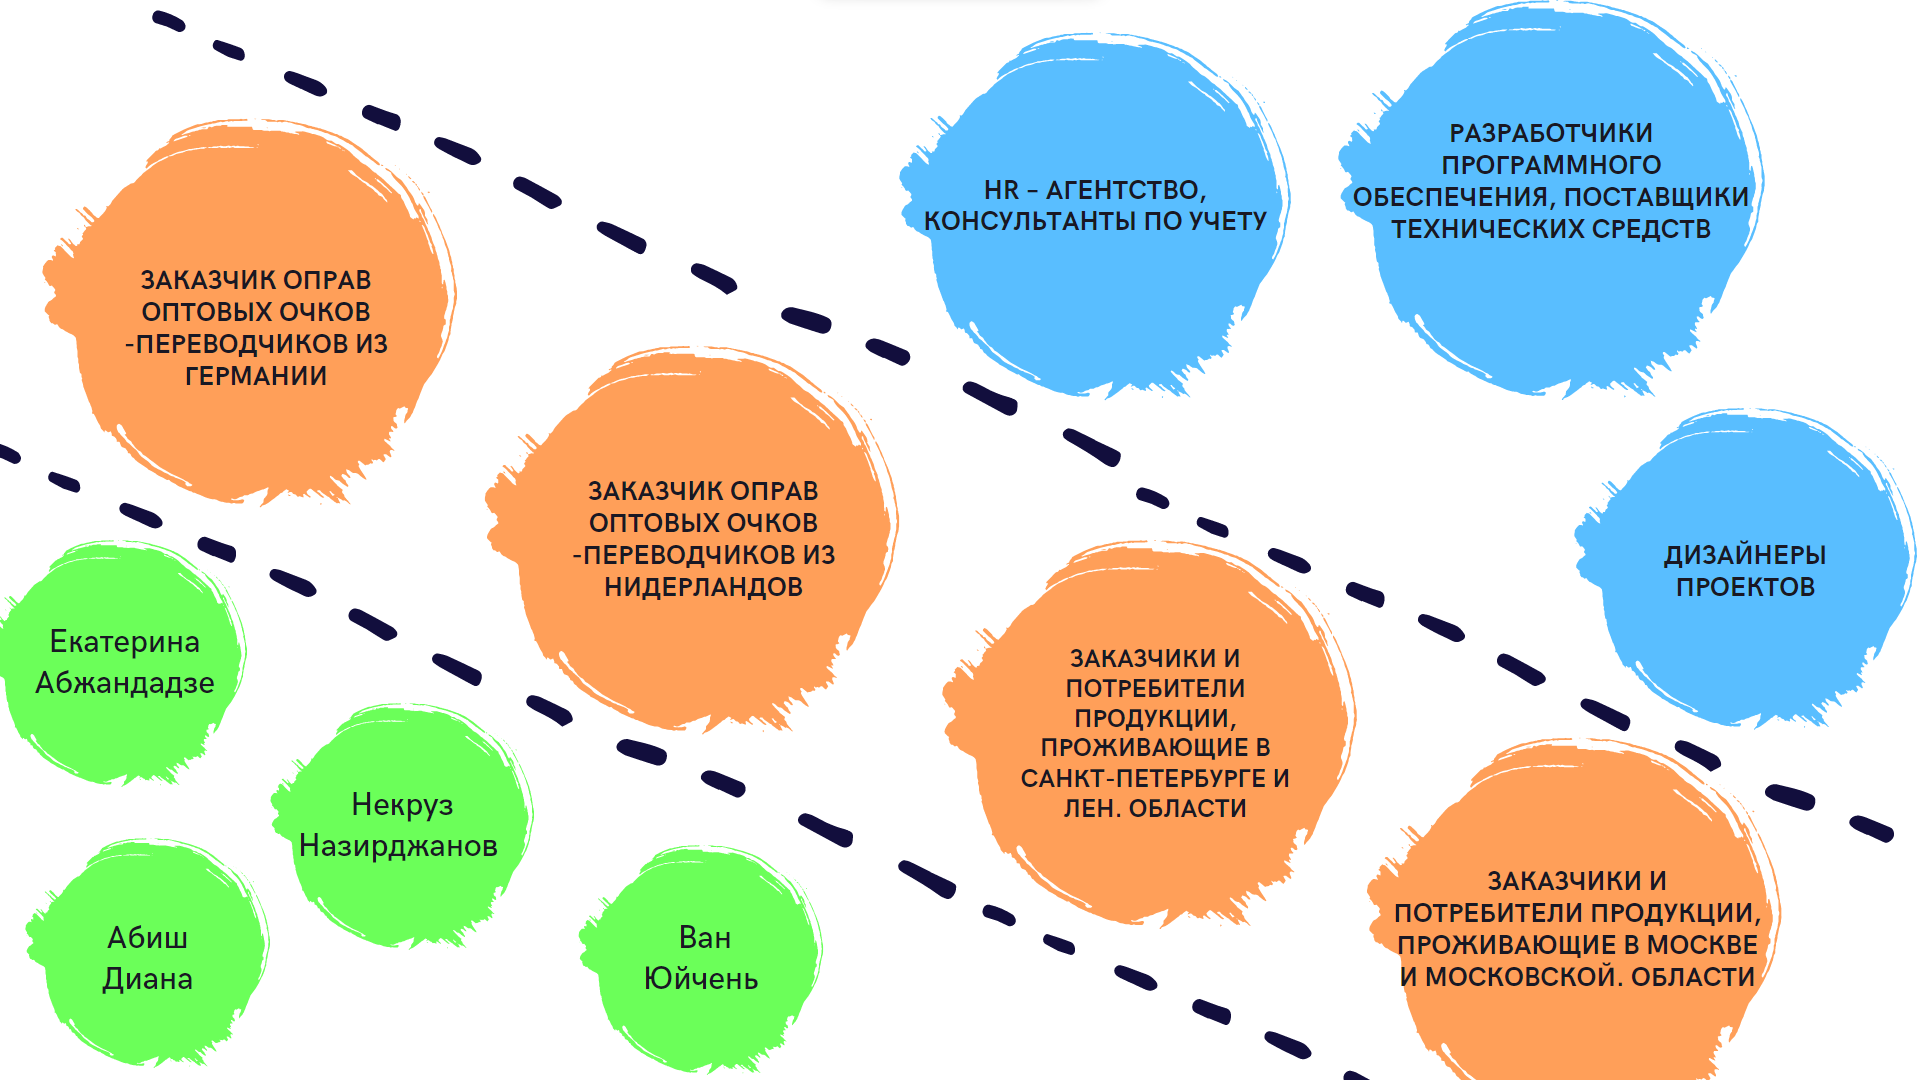 HR – АГЕНТСТВО,
КОНСУЛЬТАНТЫ ПО УЧЕТУ
РАЗРАБОТЧИКИ
ПРОГРАММНОГО
ОБЕСПЕЧЕНИЯ, ПОСТАВЩИКИ
ТЕХНИЧЕСКИХ СРЕДСТВ
ЗАКАЗЧИК ОПРАВ
ОПТОВЫХ ОЧКОВ
-ПЕРЕВОДЧИКОВ ИЗ
ГЕРМАНИИ
ЗАКАЗЧИК ОПРАВ
ОПТОВЫХ ОЧКОВ
-ПЕРЕВОДЧИКОВ ИЗ
НИДЕРЛАНДОВ
ДИЗАЙНЕРЫ
ПРОЕКТОВ
Екатерина
Абжандадзе
ЗАКАЗЧИКИ И
ПОТРЕБИТЕЛИ
ПРОДУКЦИИ,
ПРОЖИВАЮЩИЕ В
САНКТ-ПЕТЕРБУРГЕ И
ЛЕН. ОБЛАСТИ
Некруз
Назирджанов
ЗАКАЗЧИКИ И
ПОТРЕБИТЕЛИ ПРОДУКЦИИ,
ПРОЖИВАЮЩИЕ В МОСКВЕ
И МОСКОВСКОЙ. ОБЛАСТИ
Абиш
Диана
Ван
Юйчень